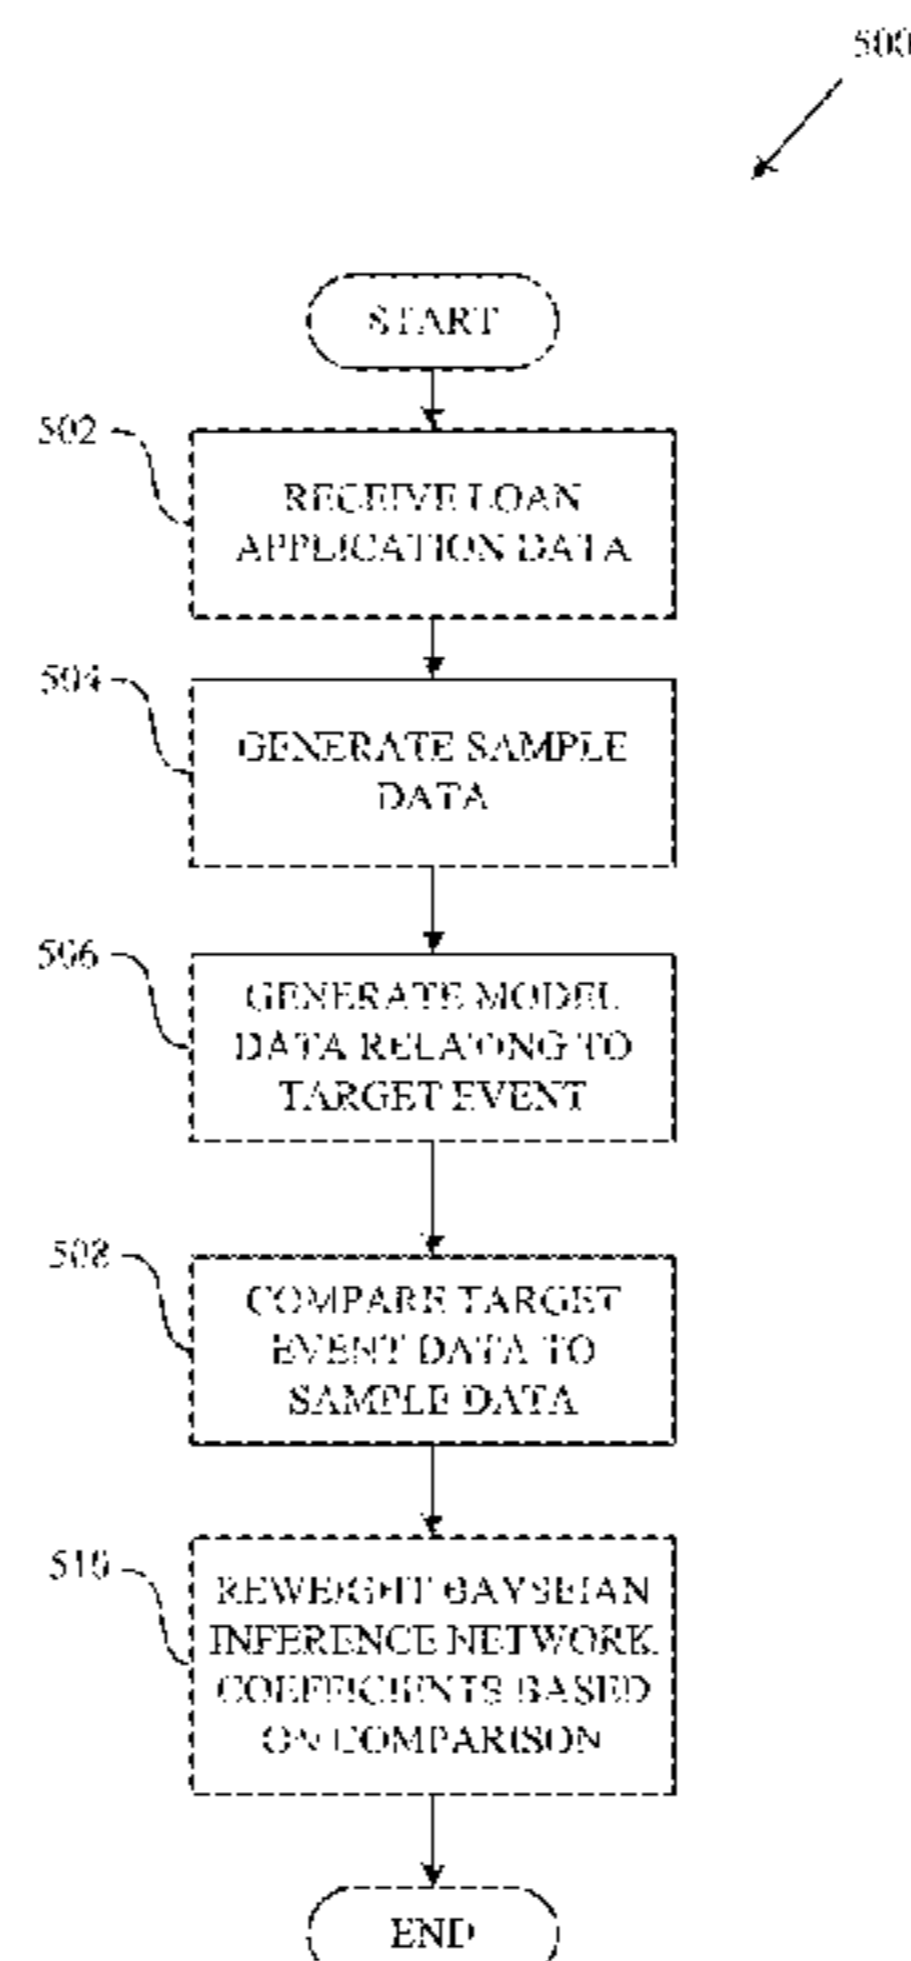 500
START
502
RECEIVE LOAN
APPLICATION DATA
504
GENERATE SAMPLE
DATA
506
GENERATE MODEL
DATA RELATING TO
TARGET EVENT
508
COMPARE TARGET
EVENT DATA TO
SAMPLE DATA
510
REWEIGHT BAYSEIAN
INFERENCE NETWORK
COEFFICIENTS BASED
ON COMPARISON
END